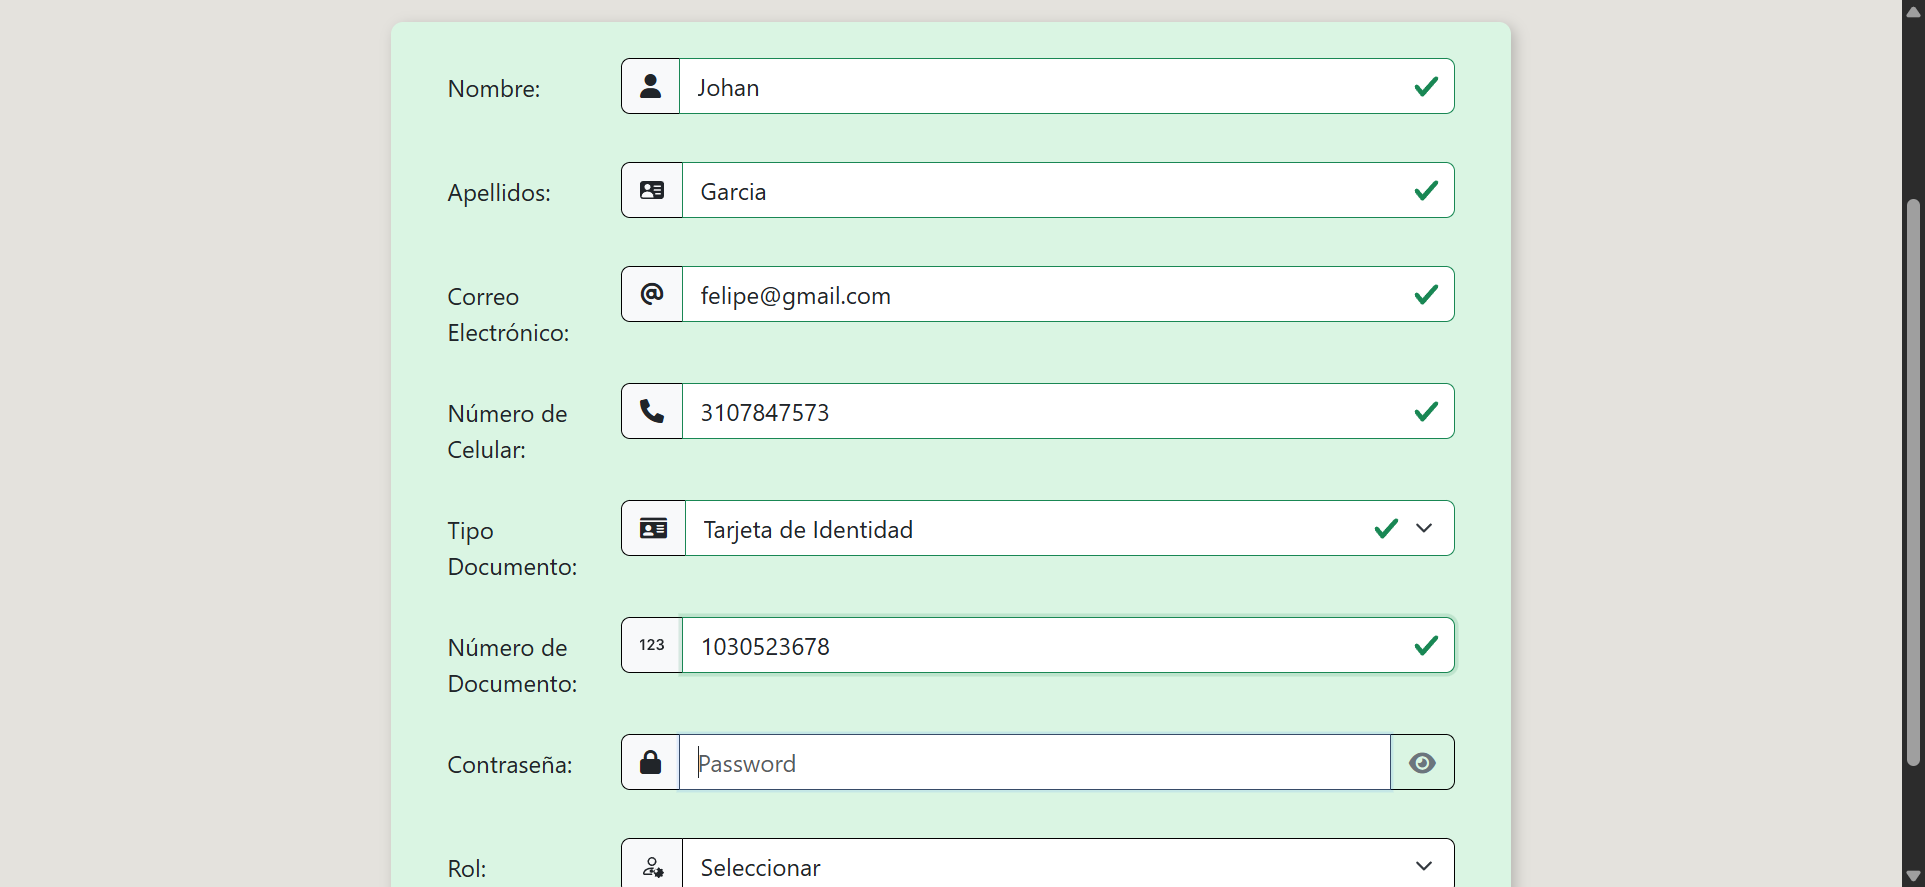 Nombre:
Johan
Apellidos:
Garcia
Correo
Electrónico:
@
felipe@gmail.com
Número de
Celular:
3107847573
Tipo
Documento:
Tarjeta de Identidad
Número de
Documento:
123
1030523678
Contraseña:
Password
Rol:
Seleccionar